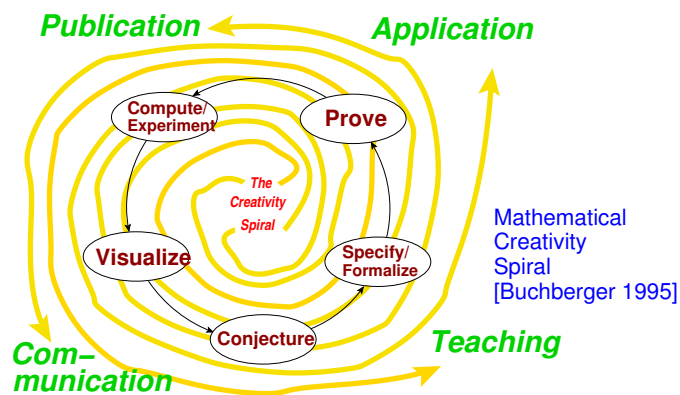 Publication
Application
Compute/
Experiment
Prove
The
Creativity
Spiral
Visualize
Specify/
Formalize
Mathematical
Creativity
Spiral
[Buchberger 1995]
Conjecture
Com–
munication
Teaching